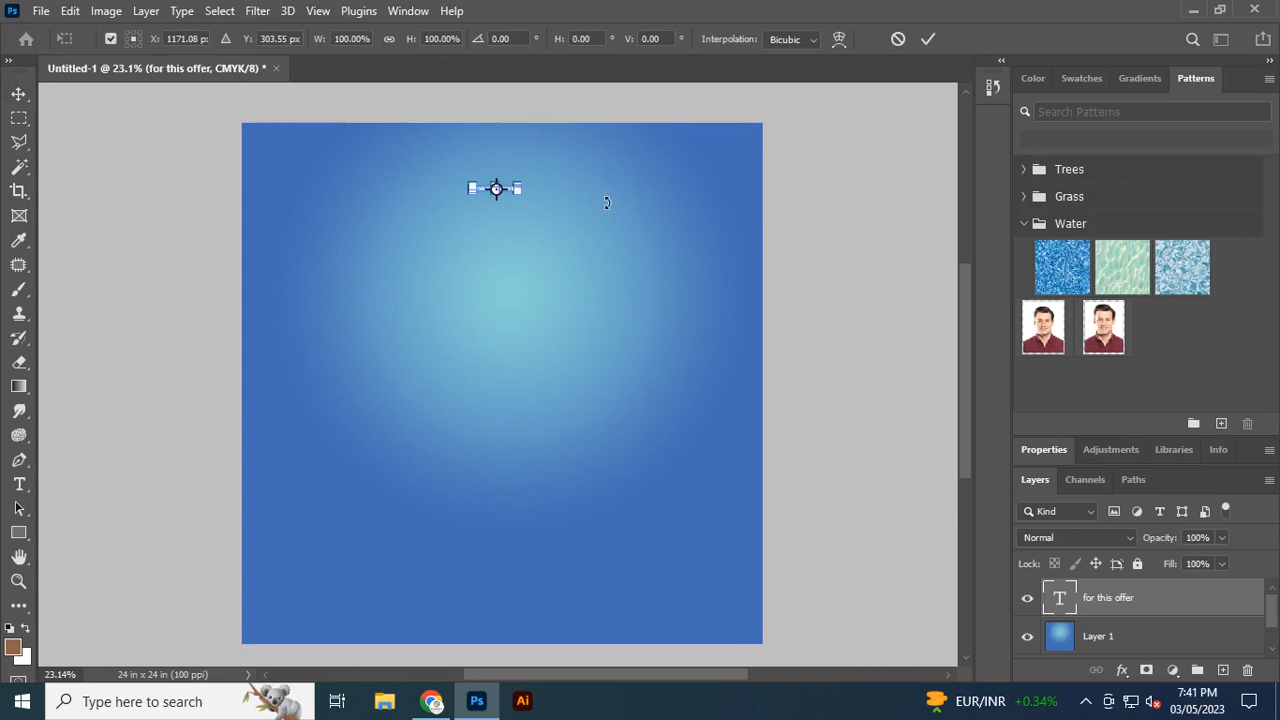 Ps File Edit Image Layer Type Select Filter 3D View Plugins Window Help
X: 1171.08 px Y: 303.55 px W: 100.00% H: 100.00% 0.00 ° H: 0.00 ° V: 0.00 ° Interpolation: Bicubic
Untitled-1 @ 23.1% (for this offer, CMYK/8) * ×
Color Swatches Gradients Patterns
Search Patterns
Trees
Grass
Water
Properties Adjustments Libraries Info
Layers Channels Paths
Kind
Normal Opacity: 100%
Lock: Fill: 100%
T for this offer
Layer 1
23.14% 24 in x 24 in (100 ppi)
Type here to search Ps Ai EUR/INR +0.34% 7:41 PM
03/05/2023